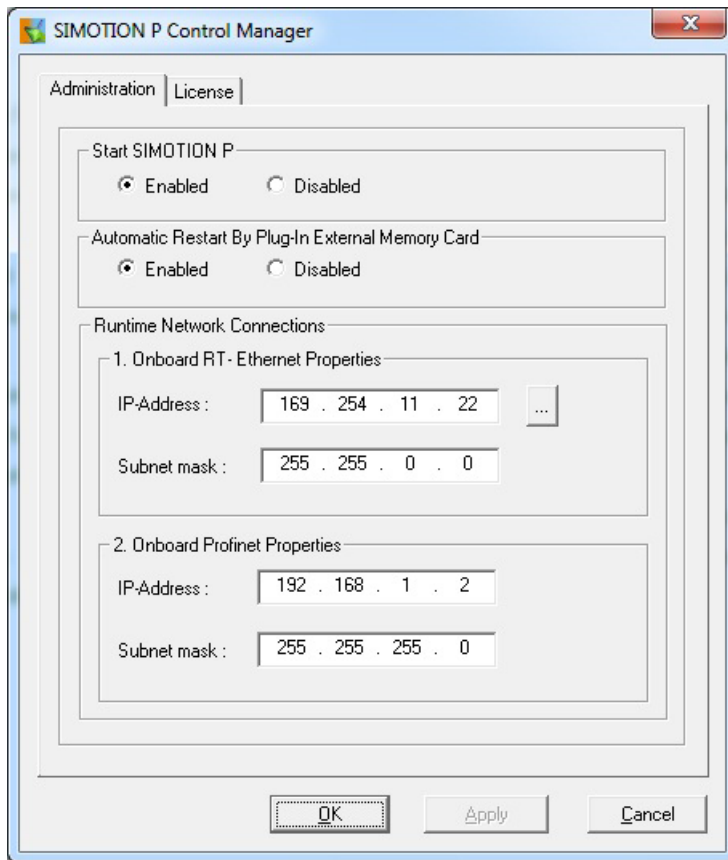 SIMOTION P Control Manager
Administration License
Start SIMOTION P
Enabled Disabled
Automatic Restart By Plug-In External Memory Card
Enabled Disabled
Runtime Network Connections
1. Onboard RT- Ethernet Properties
IP-Address : 169 . 254 . 11 . 22 ...
Subnet mask : 255 . 255 . 0 . 0
2. Onboard Profinet Properties
IP-Address : 192 . 168 . 1 . 2
Subnet mask : 255 . 255 . 255 . 0
OK Apply Cancel